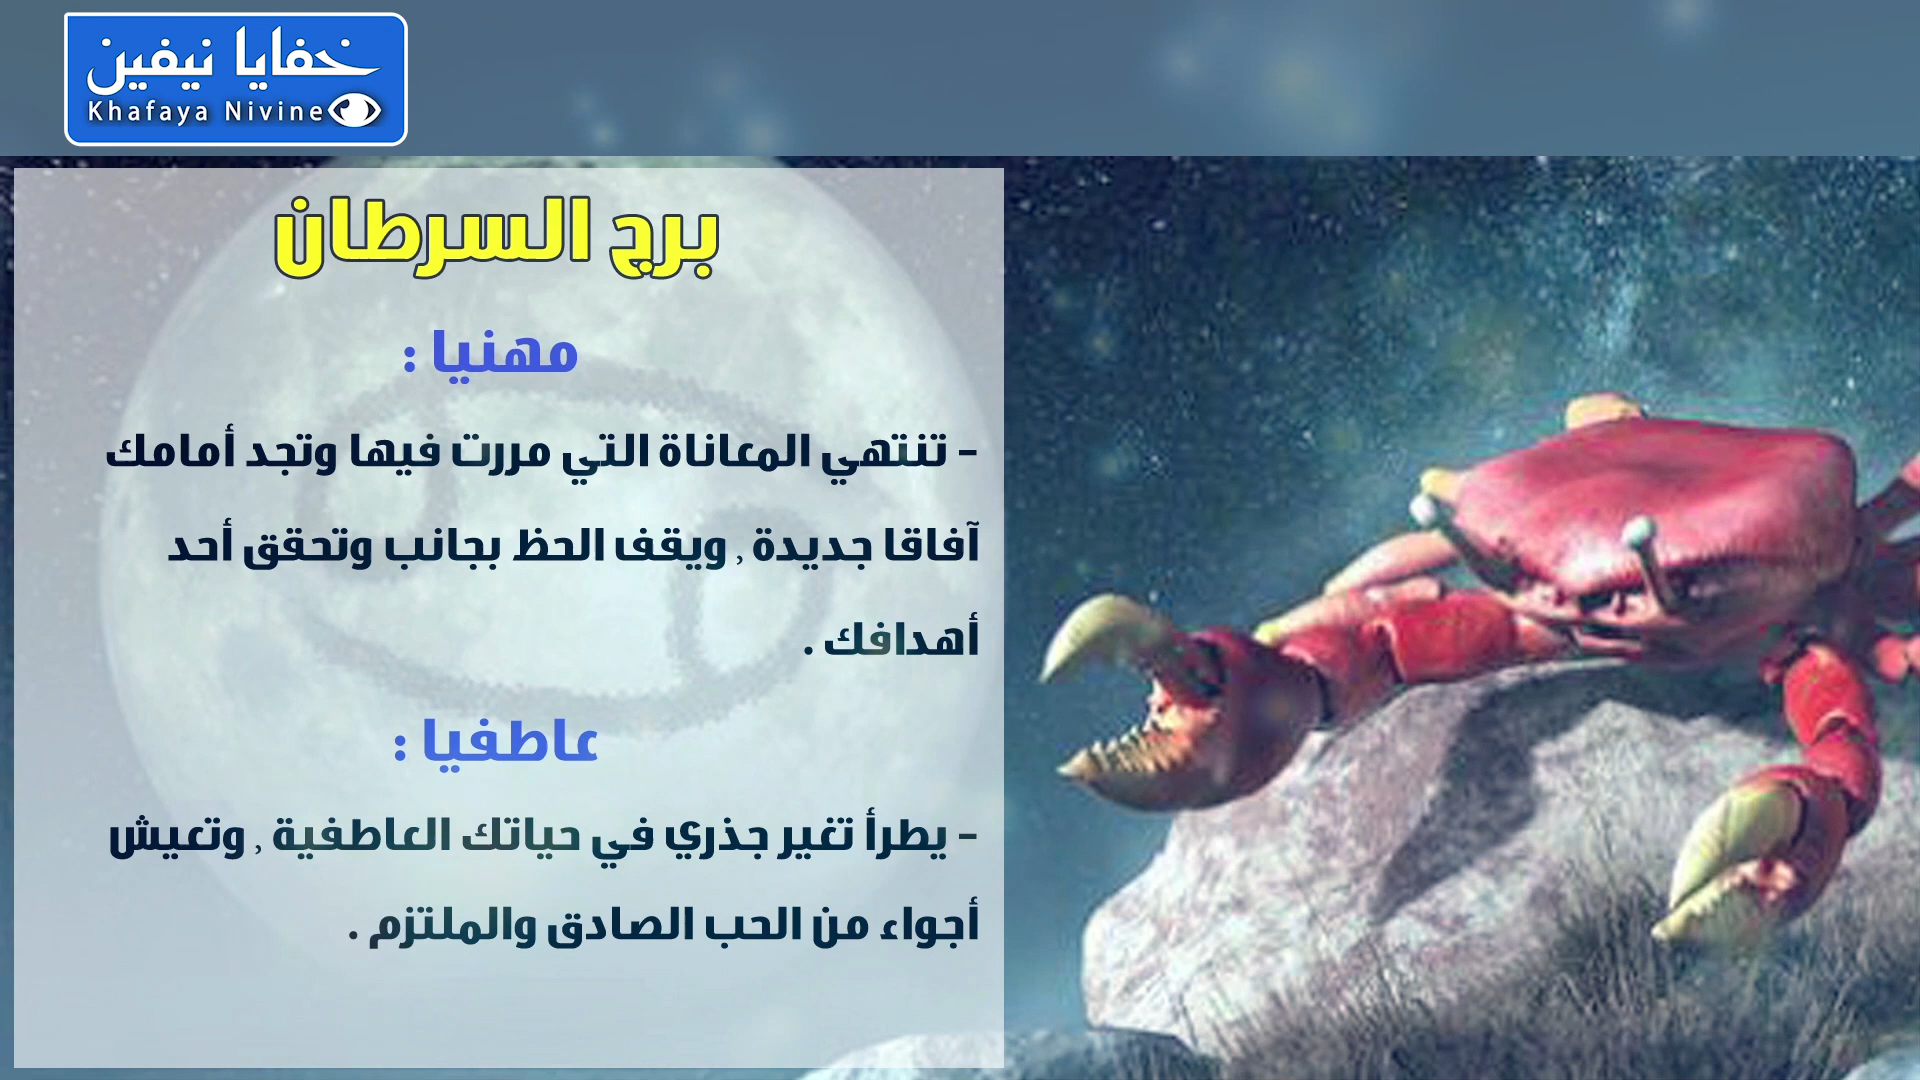 خفايا نيفين
Khafaya Nivine
برج السرطان
مهنيا :
- تنتهي المعاناة التي مررت فيها وتجد أمامك
آفاقا جديدة , ويقف الحظ بجانب وتحقق أحد
أهدافك .
عاطفيا :
- يطرأ تغير جذري في حياتك العاطفية , وتعيش
أجواء من الحب الصادق والملتزم .